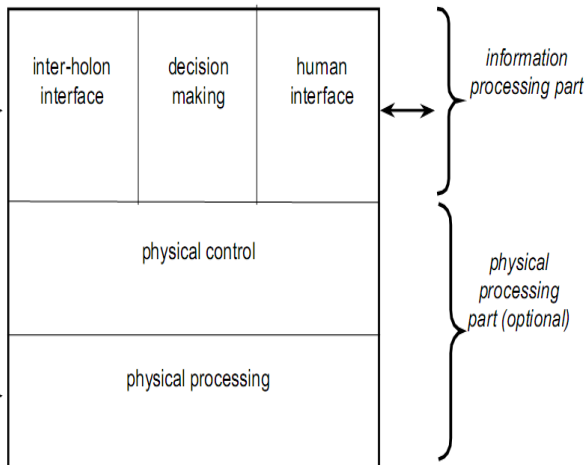 inter-holon
interface
decision
making
human
interface
information
processing part
physical control
physical
processing
part (optional)
physical processing